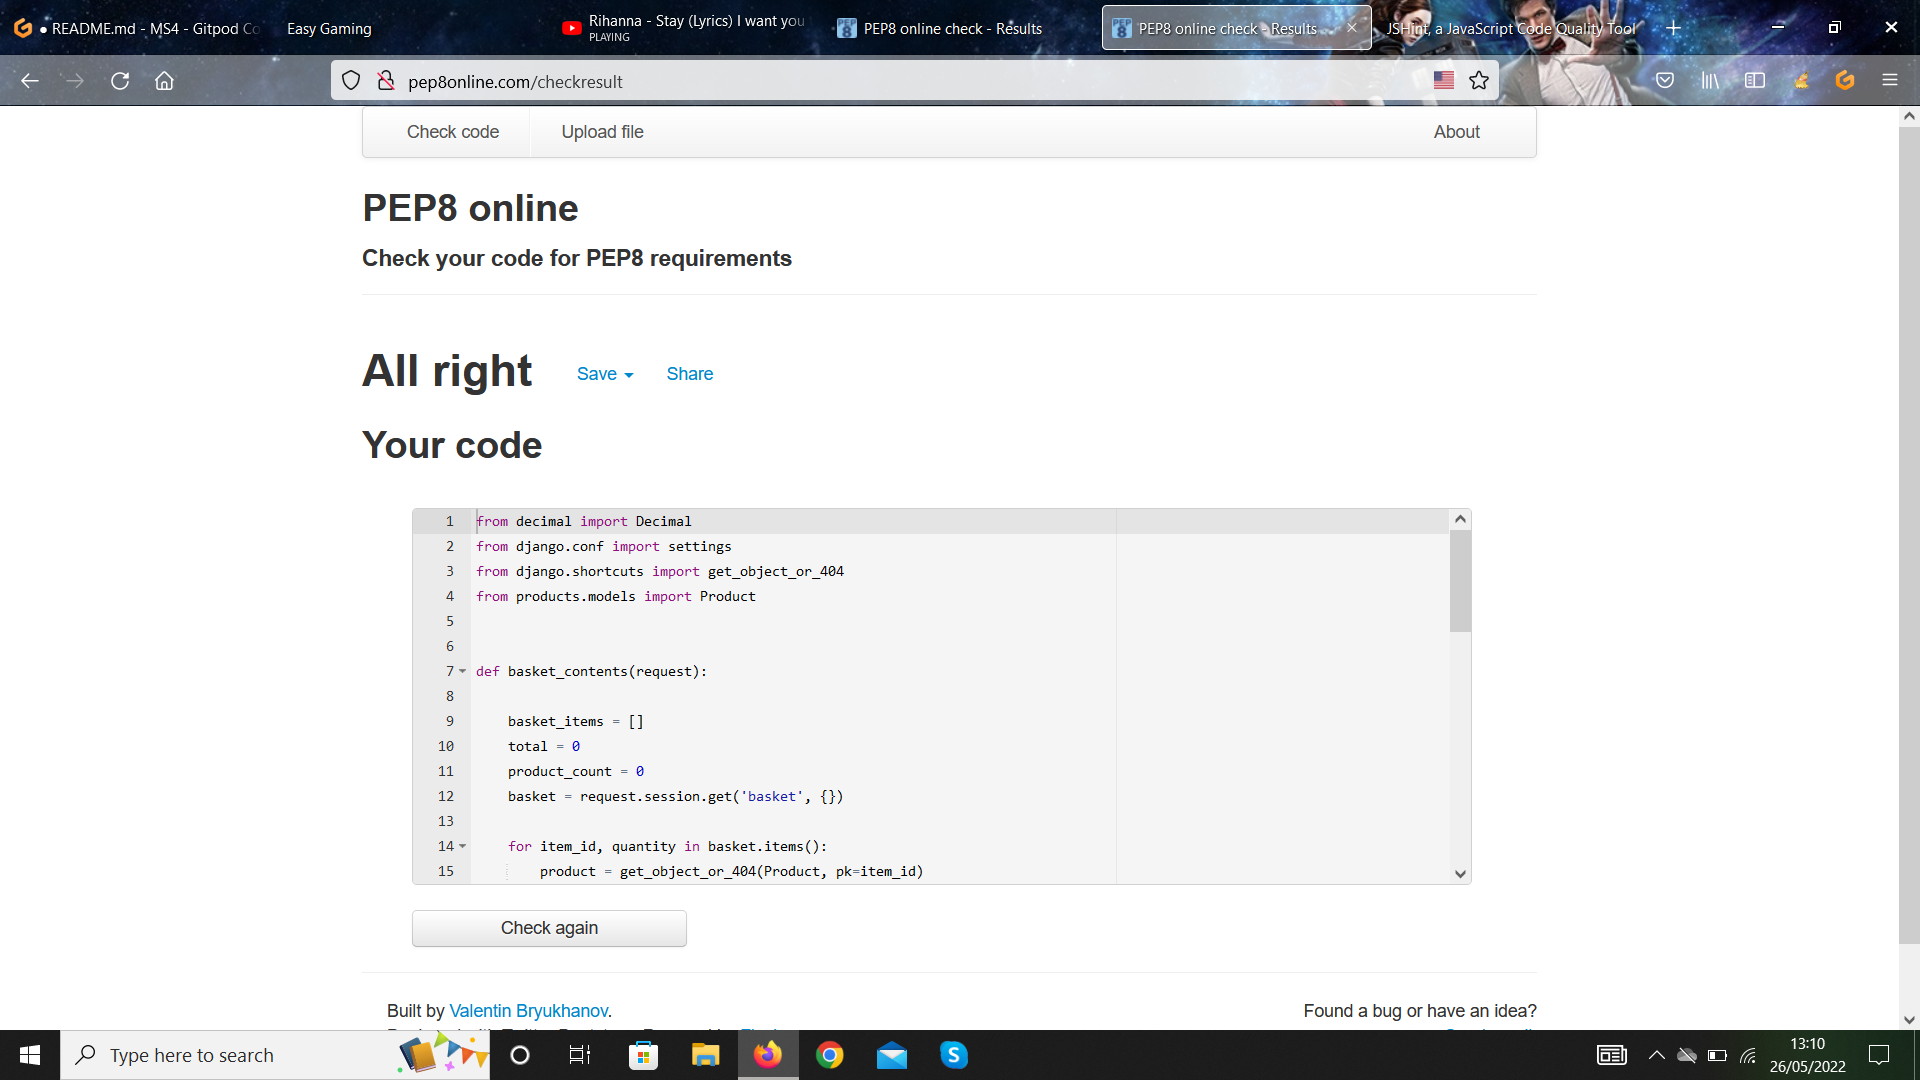 ● README.md - MS4 - Gitpod Co
Easy Gaming
Rihanna - Stay (Lyrics) I want you
PLAYING
PEP8 online check - Results
PEP8 online check - Results
JSHint, a JavaScript Code Quality Tool
pep8online.com/checkresult
Check code
Upload file
About
PEP8 online
Check your code for PEP8 requirements
All right
Save
Share
Your code
1 from decimal import Decimal
2 from django.conf import settings
3 from django.shortcuts import get_object_or_404
4 from products.models import Product
5
6
7 def basket_contents(request):
8
9 basket_items = []
10 total = 0
11 product_count = 0
12 basket = request.session.get('basket', {})
13
14 for item_id, quantity in basket.items():
15 product = get_object_or_404(Product, pk=item_id)
Check again
Built by Valentin Bryukhanov.
Found a bug or have an idea?
Type here to search
13:10
26/05/2022